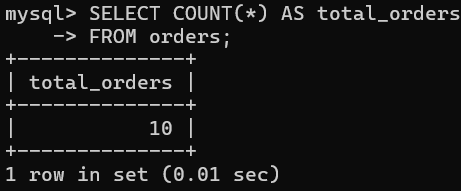 mysql> SELECT COUNT(*) AS total_orders
    -> FROM orders;
+--------------+
| total_orders |
+--------------+
|           10 |
+--------------+
1 row in set (0.01 sec)